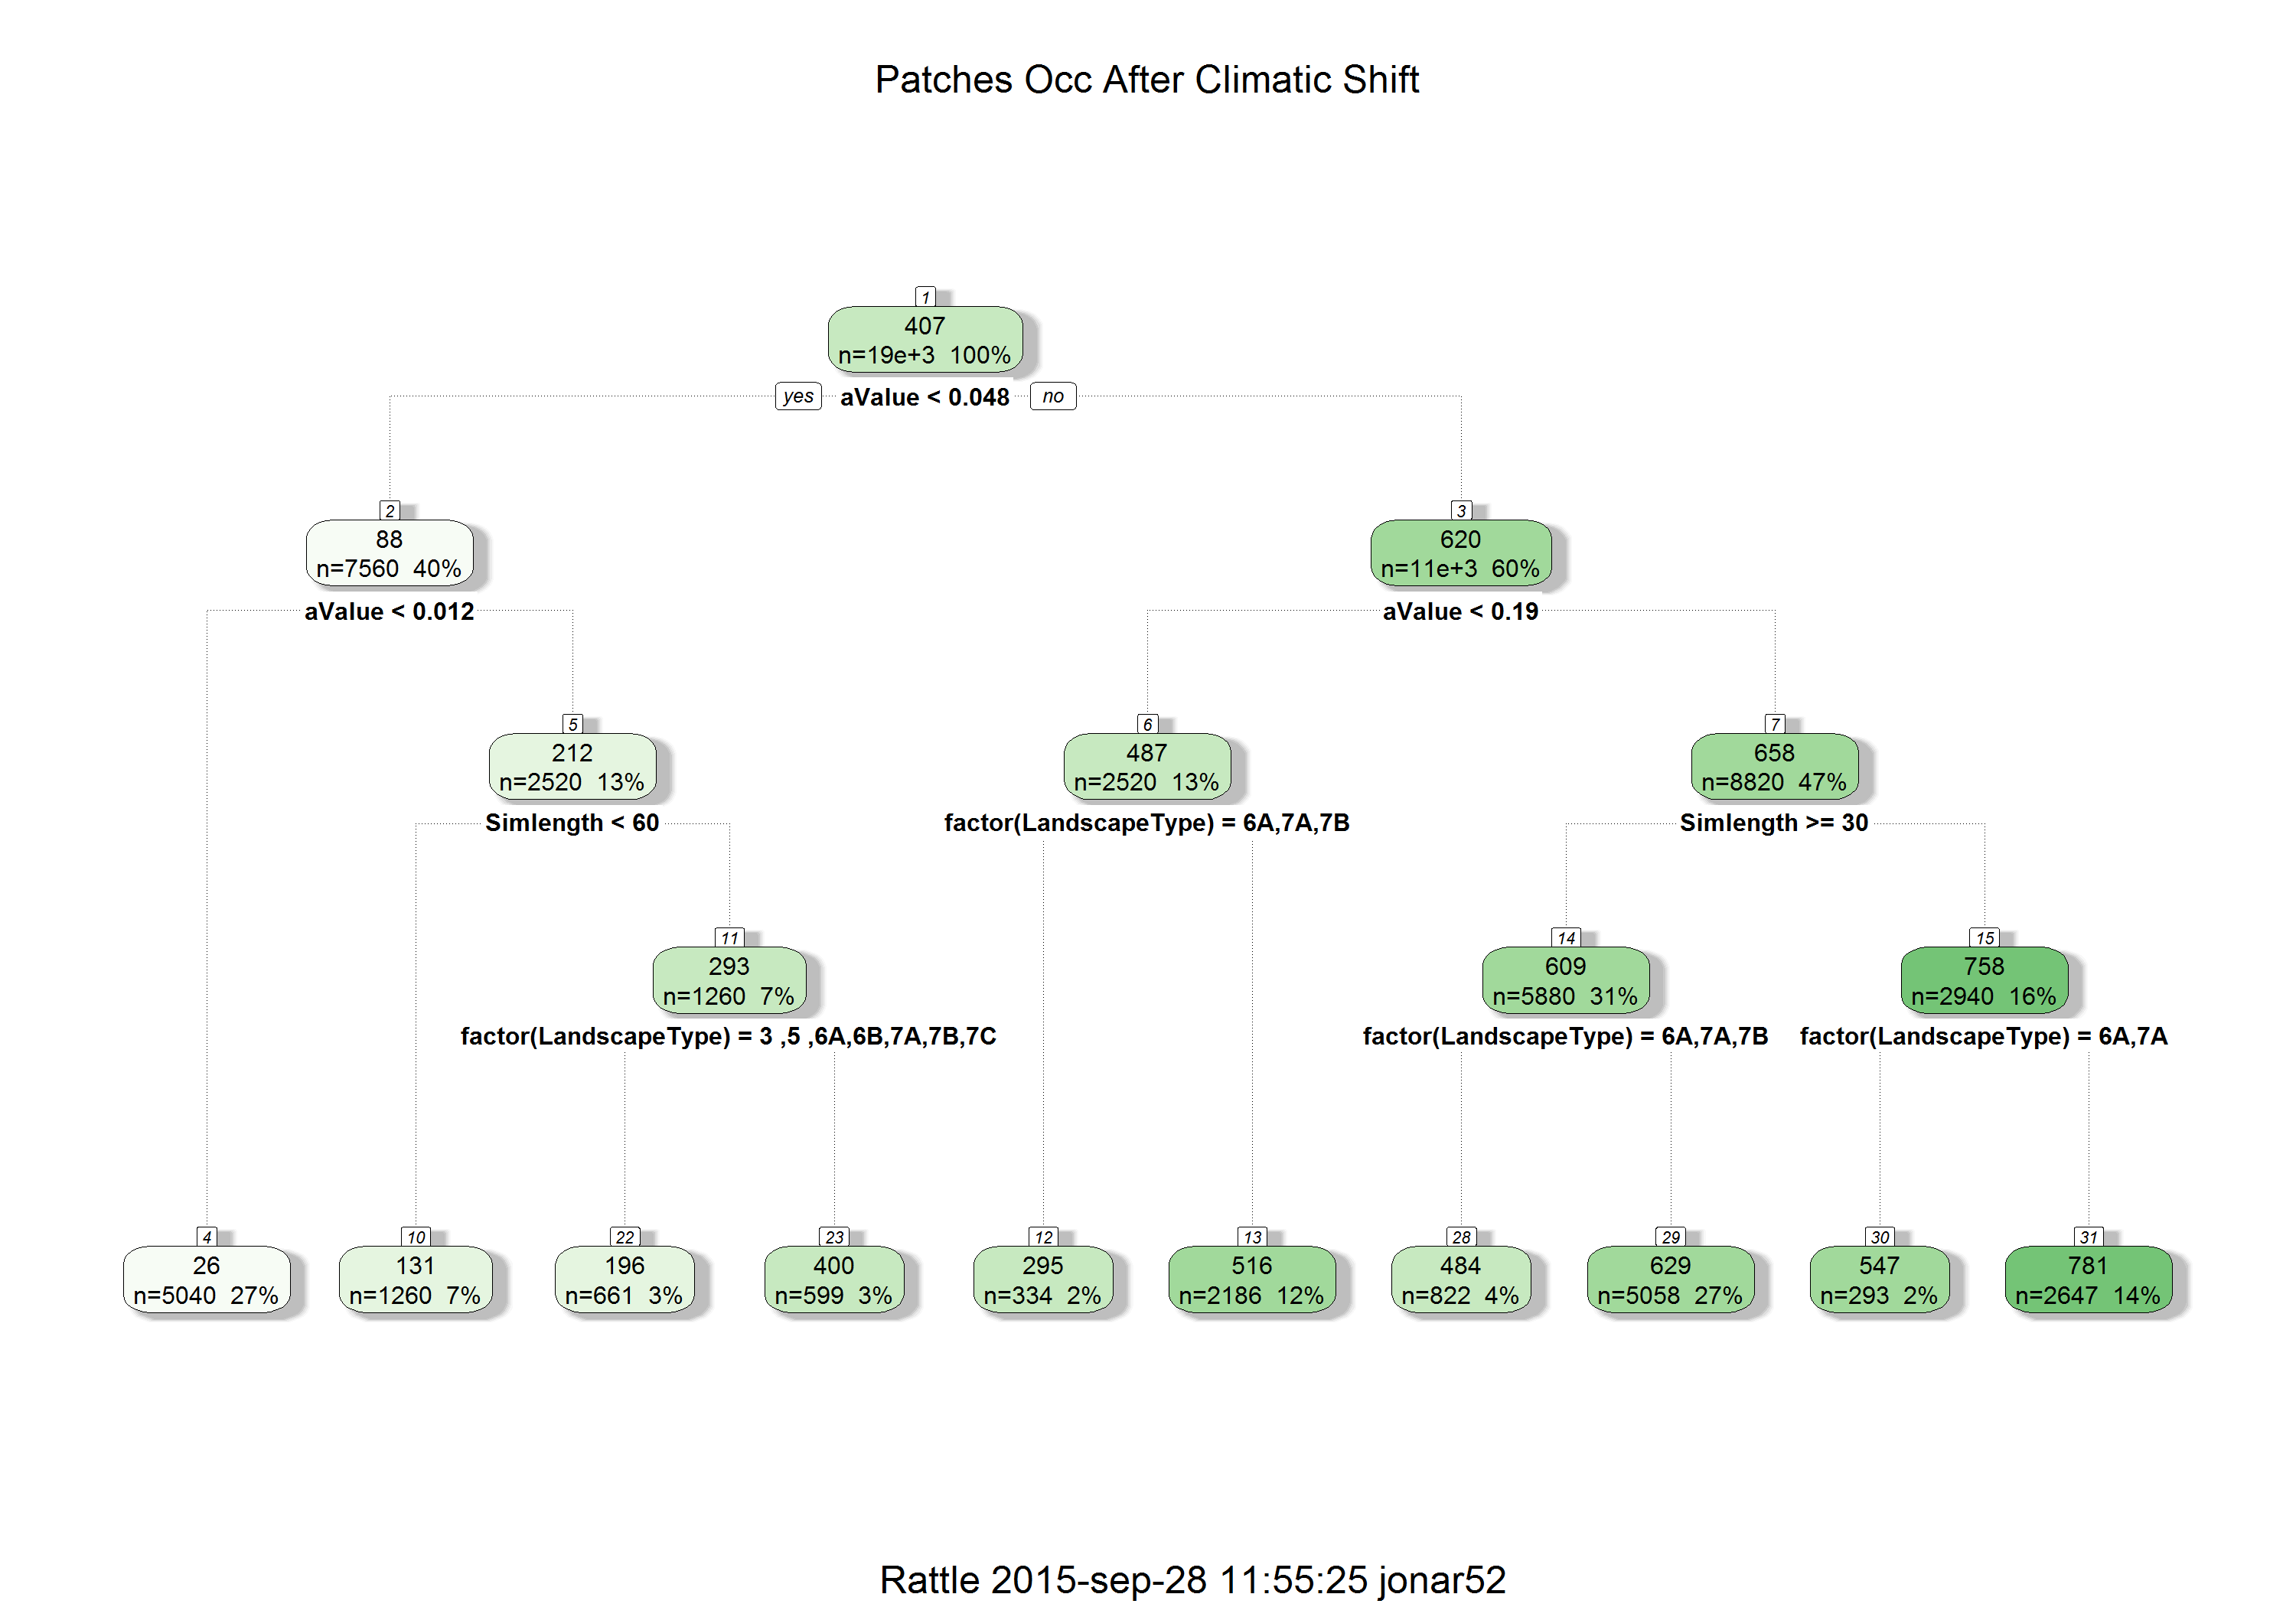 Patches Occ After Climatic Shift
1
407
n=19e+3 100%
yes aValue < 0.048 no
2
88
n=7560 40%
3
620
n=11e+3 60%
aValue < 0.012
aValue < 0.19
5
212
n=2520 13%
6
487
n=2520 13%
7
658
n=8820 47%
Simlength < 60
factor(LandscapeType) = 6A,7A,7B
Simlength >= 30
11
293
n=1260 7%
14
609
n=5880 31%
15
758
n=2940 16%
factor(LandscapeType) = 3 ,5 ,6A,6B,7A,7B,7C
factor(LandscapeType) = 6A,7A,7B
factor(LandscapeType) = 6A,7A
4
26
n=5040 27%
10
131
n=1260 7%
22
196
n=661 3%
23
400
n=599 3%
12
295
n=334 2%
13
516
n=2186 12%
28
484
n=822 4%
29
629
n=5058 27%
30
547
n=293 2%
31
781
n=2647 14%
Rattle 2015-sep-28 11:55:25 jonar52